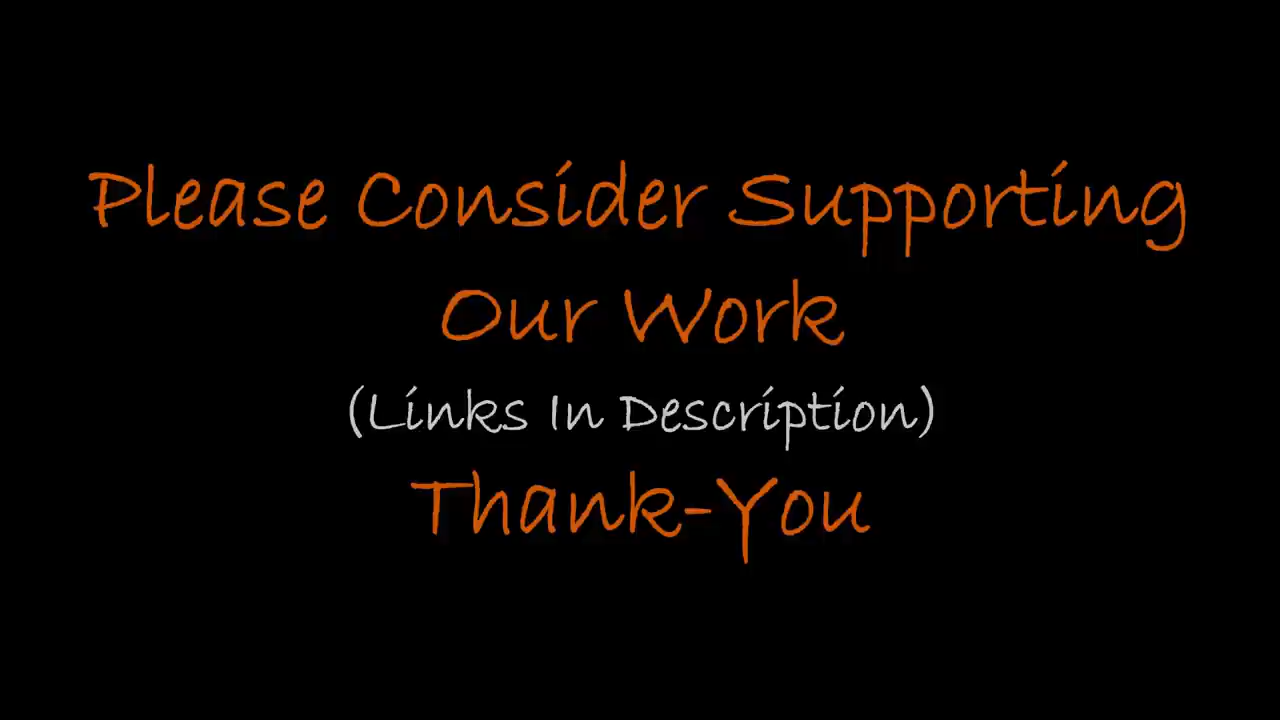 Please Consider Supporting
Our Work
(Links In Description)
Thank-You